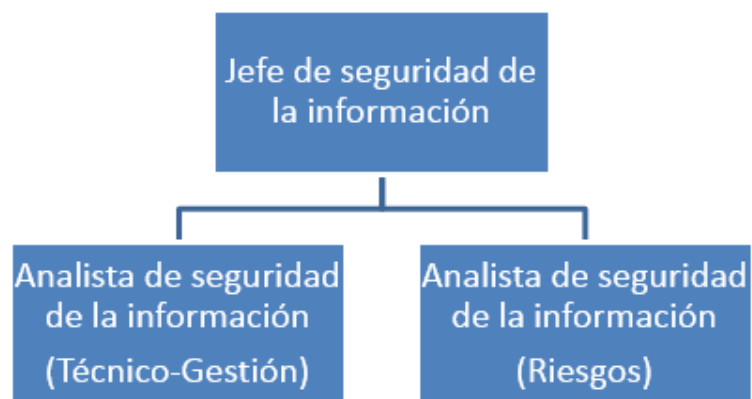 Jefe de seguridad de
la información
Analista de seguridad
de la información
(Técnico-Gestión)
Analista de seguridad
de la información
(Riesgos)